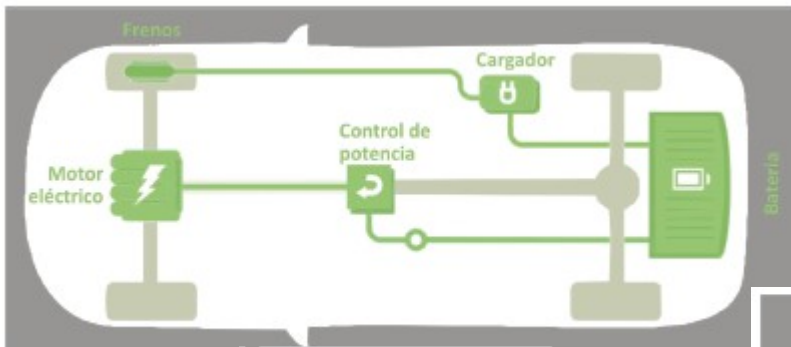 Frenos
Cargador
Control de
potencia
Motor
eléctrico
Batería